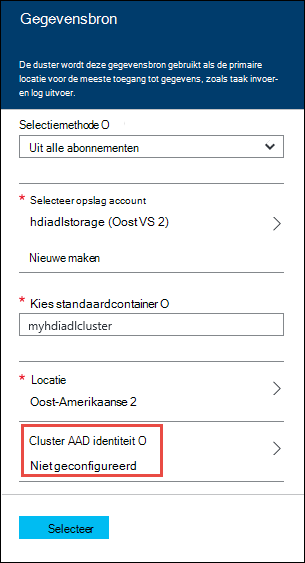 Gegevensbron
De duster wordt deze gegevensbron gebruikt als de primaire
locatie voor de meeste toegang tot gegevens, zoals taak invoer-
en log uitvoer.
Selectiemethode O
Uit alle abonnementen
* Selecteer opslag account
hdiadlstorage (Oost VS 2)
Nieuwe maken
* Kies standaardcontainer O
myhdiadlcluster
* Locatie
Oost-Amerikaanse 2
Cluster AAD identiteit O
Niet geconfigureerd
Selecteer